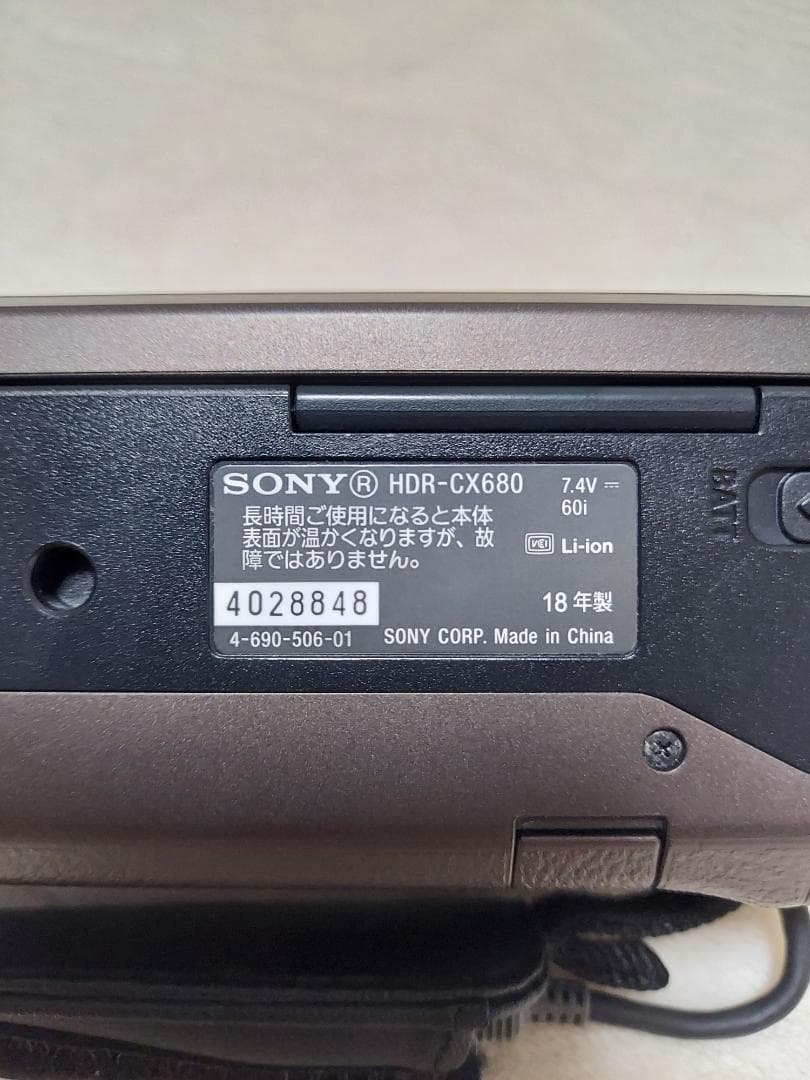 SONY® HDR-CX680
7.4V ⎓
60i
長時間ご使用になると本体
表面が温かくなりますが、故
障ではありません。
VCI Li-ion
4028848
18年製
4-690-506-01 SONY CORP. Made in China
BATT